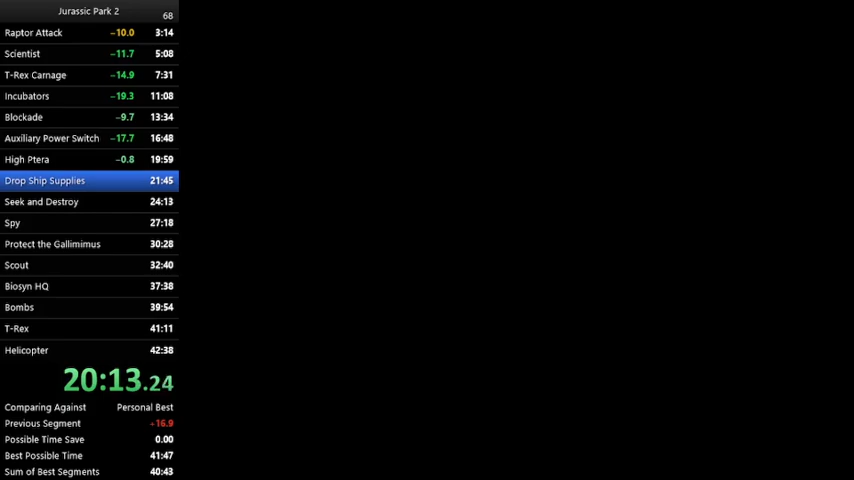 Jurassic Park 2
68
Raptor Attack -10.0 3:14
Scientist -11.7 5:08
T-Rex Carnage -14.9 7:31
Incubators -19.3 11:08
Blockade -9.7 13:34
Auxiliary Power Switch -17.7 16:48
High Ptera -0.8 19:59
Drop Ship Supplies 21:45
Seek and Destroy 24:13
Spy 27:18
Protect the Gallimimus 30:28
Scout 32:40
Biosyn HQ 37:38
Bombs 39:54
T-Rex 41:11
Helicopter 42:38
20:13.24
Comparing Against Personal Best
Previous Segment +16.9
Possible Time Save 0.00
Best Possible Time 41:47
Sum of Best Segments 40:43